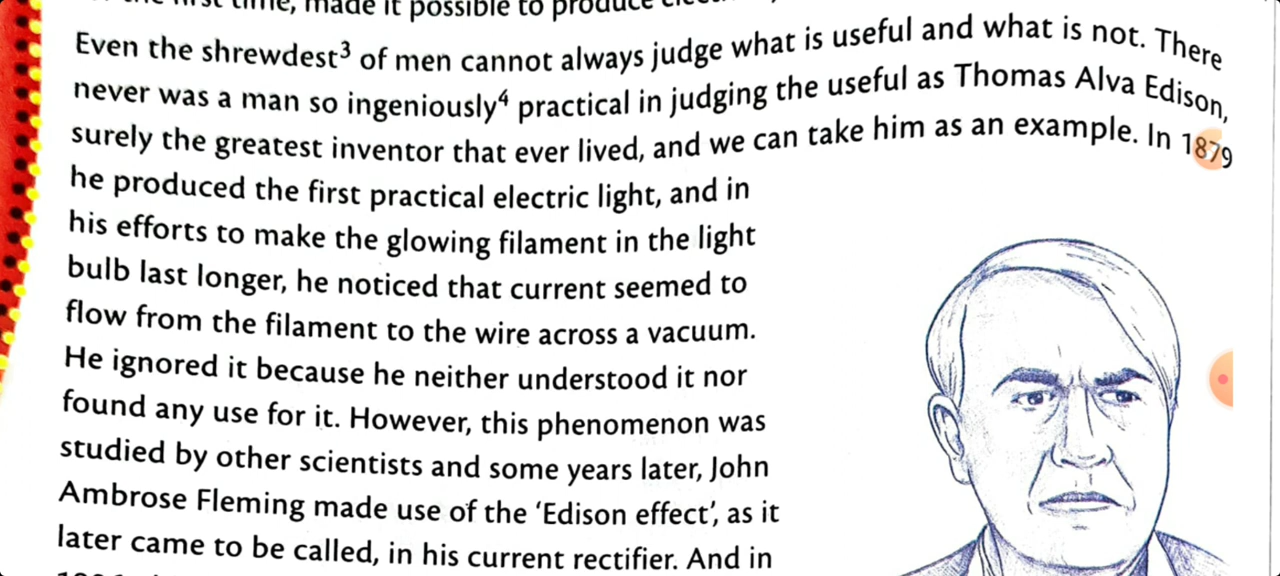 time, made it possible to produce
Even the shrewdest³ of men cannot always judge what is useful and what is not. There
never was a man so ingeniously⁴ practical in judging the useful as Thomas Alva Edison,
surely the greatest inventor that ever lived, and we can take him as an example. In 1879
he produced the first practical electric light, and in
his efforts to make the glowing filament in the light
bulb last longer, he noticed that current seemed to
flow from the filament to the wire across a vacuum.
He ignored it because he neither understood it nor
found any use for it. However, this phenomenon was
studied by other scientists and some years later, John
Ambrose Fleming made use of the ‘Edison effect’, as it
later came to be called, in his current rectifier. And in